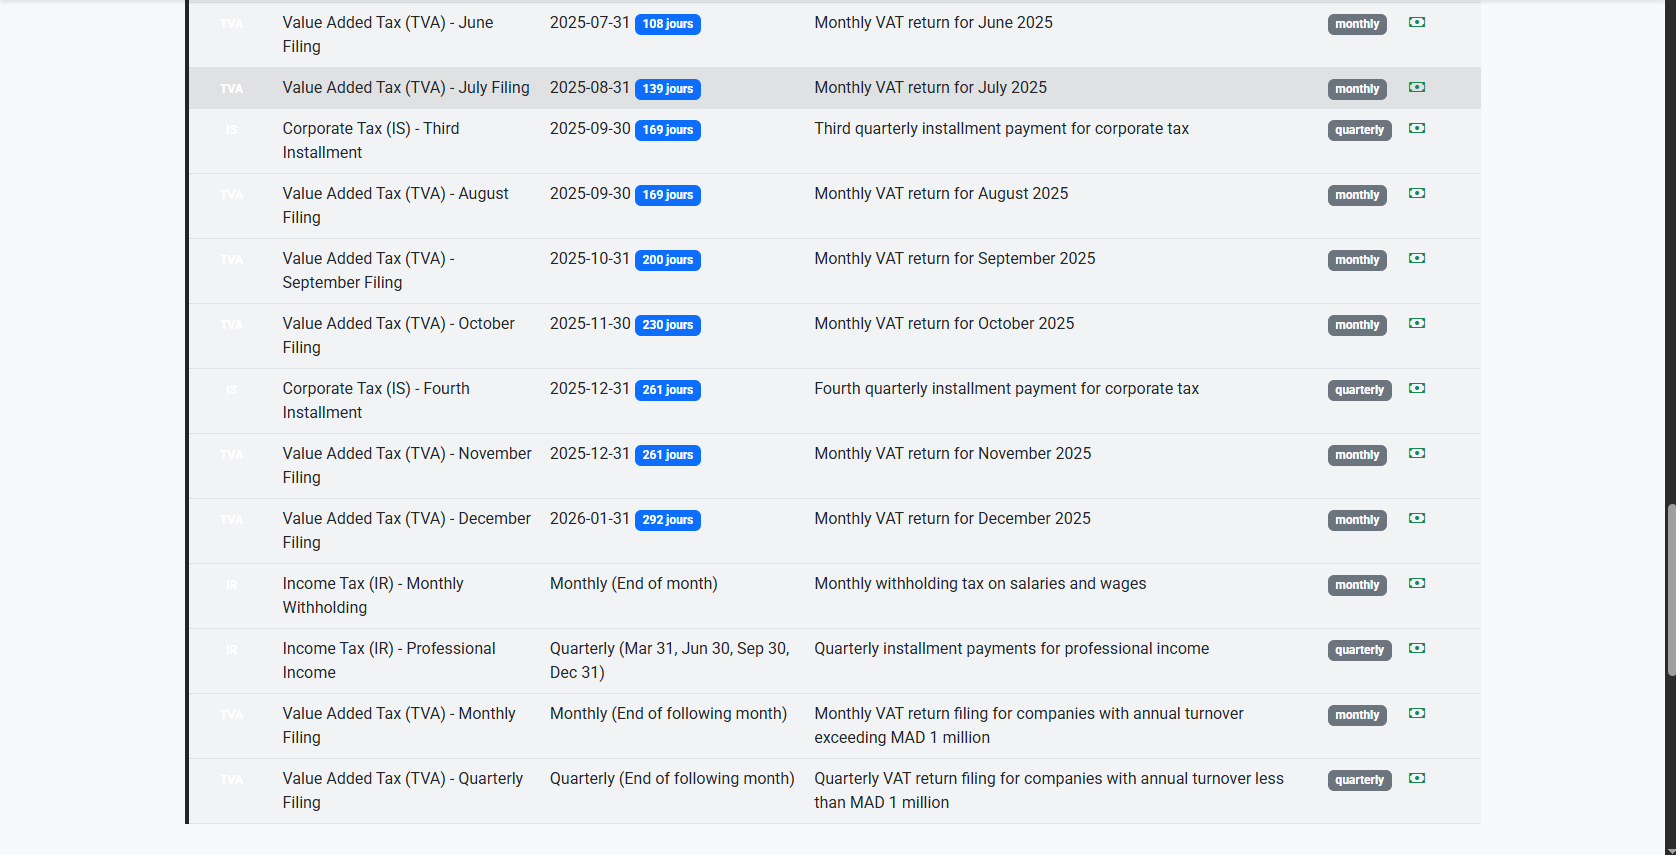 TVA Value Added Tax (TVA) - June 2025-07-31 108 jours Monthly VAT return for June 2025 monthly
Filing
TVA Value Added Tax (TVA) - July Filing 2025-08-31 139 jours Monthly VAT return for July 2025 monthly
IS Corporate Tax (IS) - Third 2025-09-30 169 jours Third quarterly installment payment for corporate tax quarterly
Installment
TVA Value Added Tax (TVA) - August 2025-09-30 169 jours Monthly VAT return for August 2025 monthly
Filing
TVA Value Added Tax (TVA) - 2025-10-31 200 jours Monthly VAT return for September 2025 monthly
September Filing
TVA Value Added Tax (TVA) - October 2025-11-30 230 jours Monthly VAT return for October 2025 monthly
Filing
IS Corporate Tax (IS) - Fourth 2025-12-31 261 jours Fourth quarterly installment payment for corporate tax quarterly
Installment
TVA Value Added Tax (TVA) - November 2025-12-31 261 jours Monthly VAT return for November 2025 monthly
Filing
TVA Value Added Tax (TVA) - December 2026-01-31 292 jours Monthly VAT return for December 2025 monthly
Filing
IR Income Tax (IR) - Monthly Monthly (End of month) Monthly withholding tax on salaries and wages monthly
Withholding
IR Income Tax (IR) - Professional Quarterly (Mar 31, Jun 30, Sep 30, Quarterly installment payments for professional income quarterly
Income Dec 31)
TVA Value Added Tax (TVA) - Monthly Monthly (End of following month) Monthly VAT return filing for companies with annual turnover monthly
Filing exceeding MAD 1 million
TVA Value Added Tax (TVA) - Quarterly Quarterly (End of following month) Quarterly VAT return filing for companies with annual turnover less quarterly
Filing than MAD 1 million